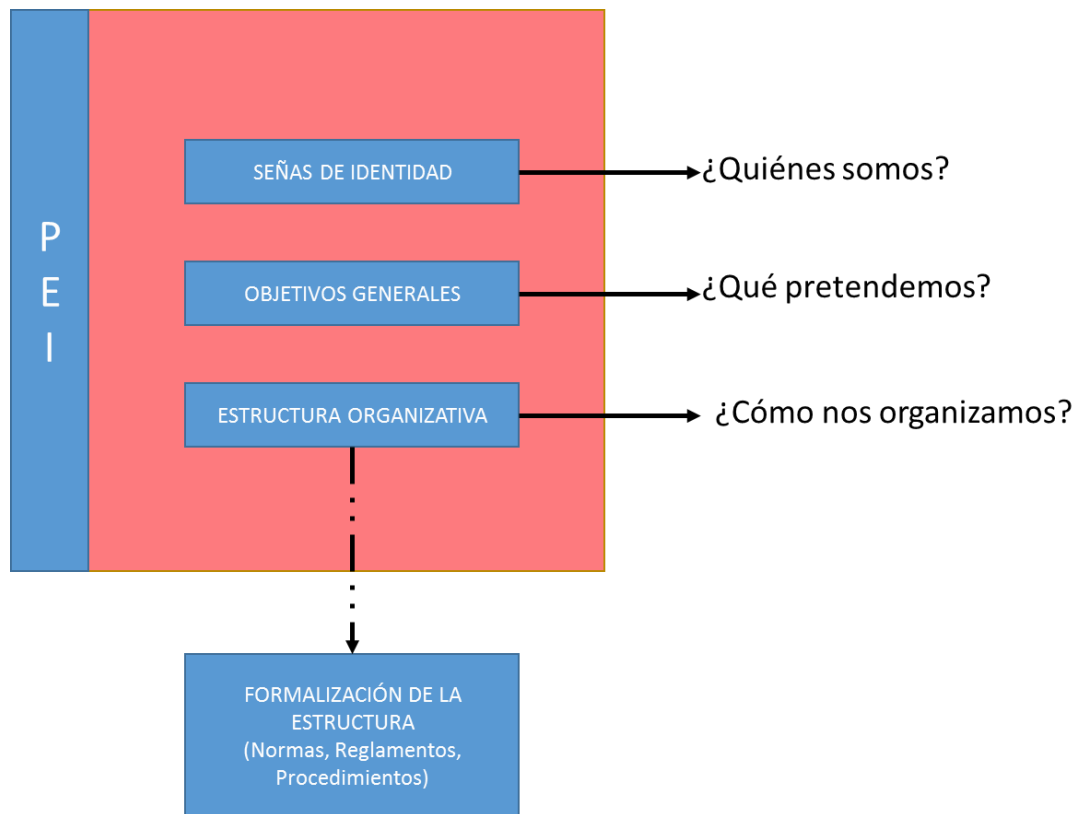 P
E
I
SEÑAS DE IDENTIDAD
¿Quiénes somos?
OBJETIVOS GENERALES
¿Qué pretendemos?
ESTRUCTURA ORGANIZATIVA
¿Cómo nos organizamos?
FORMALIZACIÓN DE LA
ESTRUCTURA
(Normas, Reglamentos,
Procedimientos)